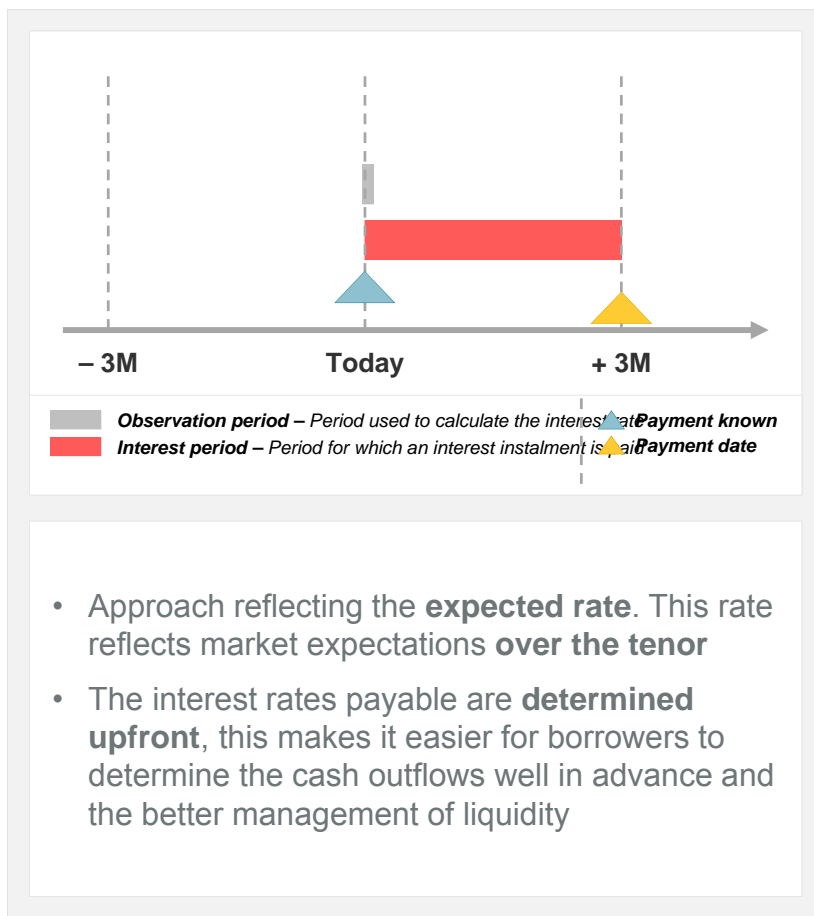 – 3M Today + 3M
Observation period – Period used to calculate the interest rate
Payment known
Interest period – Period for which an interest instalment is paid
Payment date
• Approach reflecting the expected rate. This rate
reflects market expectations over the tenor
• The interest rates payable are determined
upfront, this makes it easier for borrowers to
determine the cash outflows well in advance and
the better management of liquidity